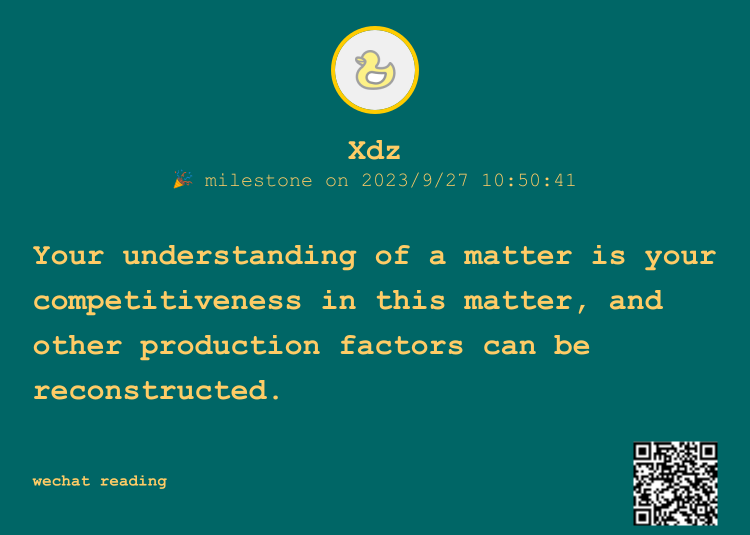 Xdz
🎉 milestone on 2023/9/27 10:50:41
Your understanding of a matter is your
competitiveness in this matter, and
other production factors can be
reconstructed.
wechat reading